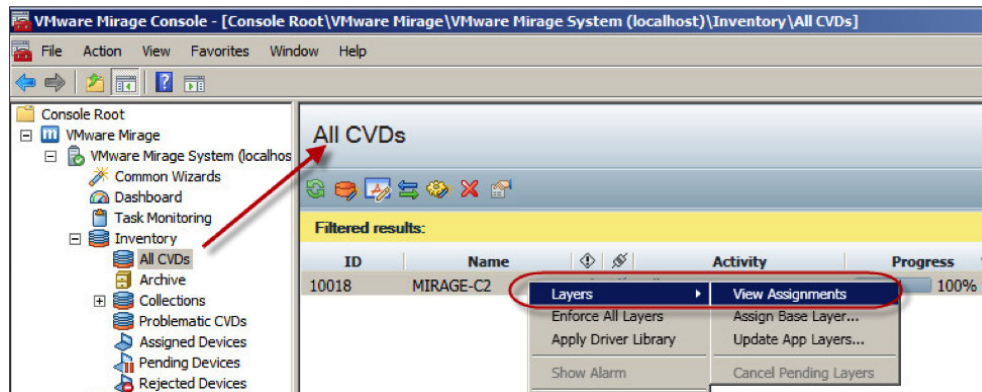 VMware Mirage Console - [Console Root\VMware Mirage\VMware Mirage System (localhost)\Inventory\All CVDs]
File Action View Favorites Window Help
Console Root
VMware Mirage
VMware Mirage System (localhos
Common Wizards
Dashboard
Task Monitoring
Inventory
All CVDs
Archive
Collections
Problematic CVDs
Assigned Devices
Pending Devices
Rejected Devices
All CVDs
Filtered results:
ID Name Activity Progress
10018 MIRAGE-C2 100%
Layers
Enforce All Layers
Apply Driver Library
Show Alarm
View Assignments
Assign Base Layer...
Update App Layers...
Cancel Pending Layers